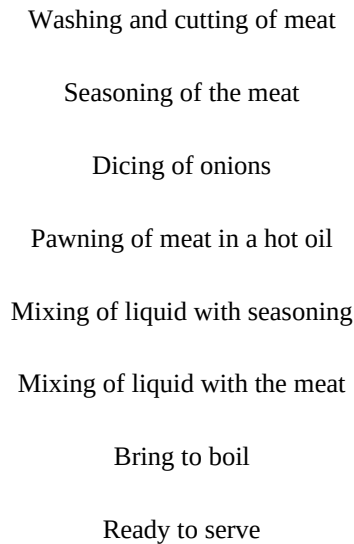 Washing and cutting of meat
Seasoning of the meat
Dicing of onions
Pawning of meat in a hot oil
Mixing of liquid with seasoning
Mixing of liquid with the meat
Bring to boil
Ready to serve